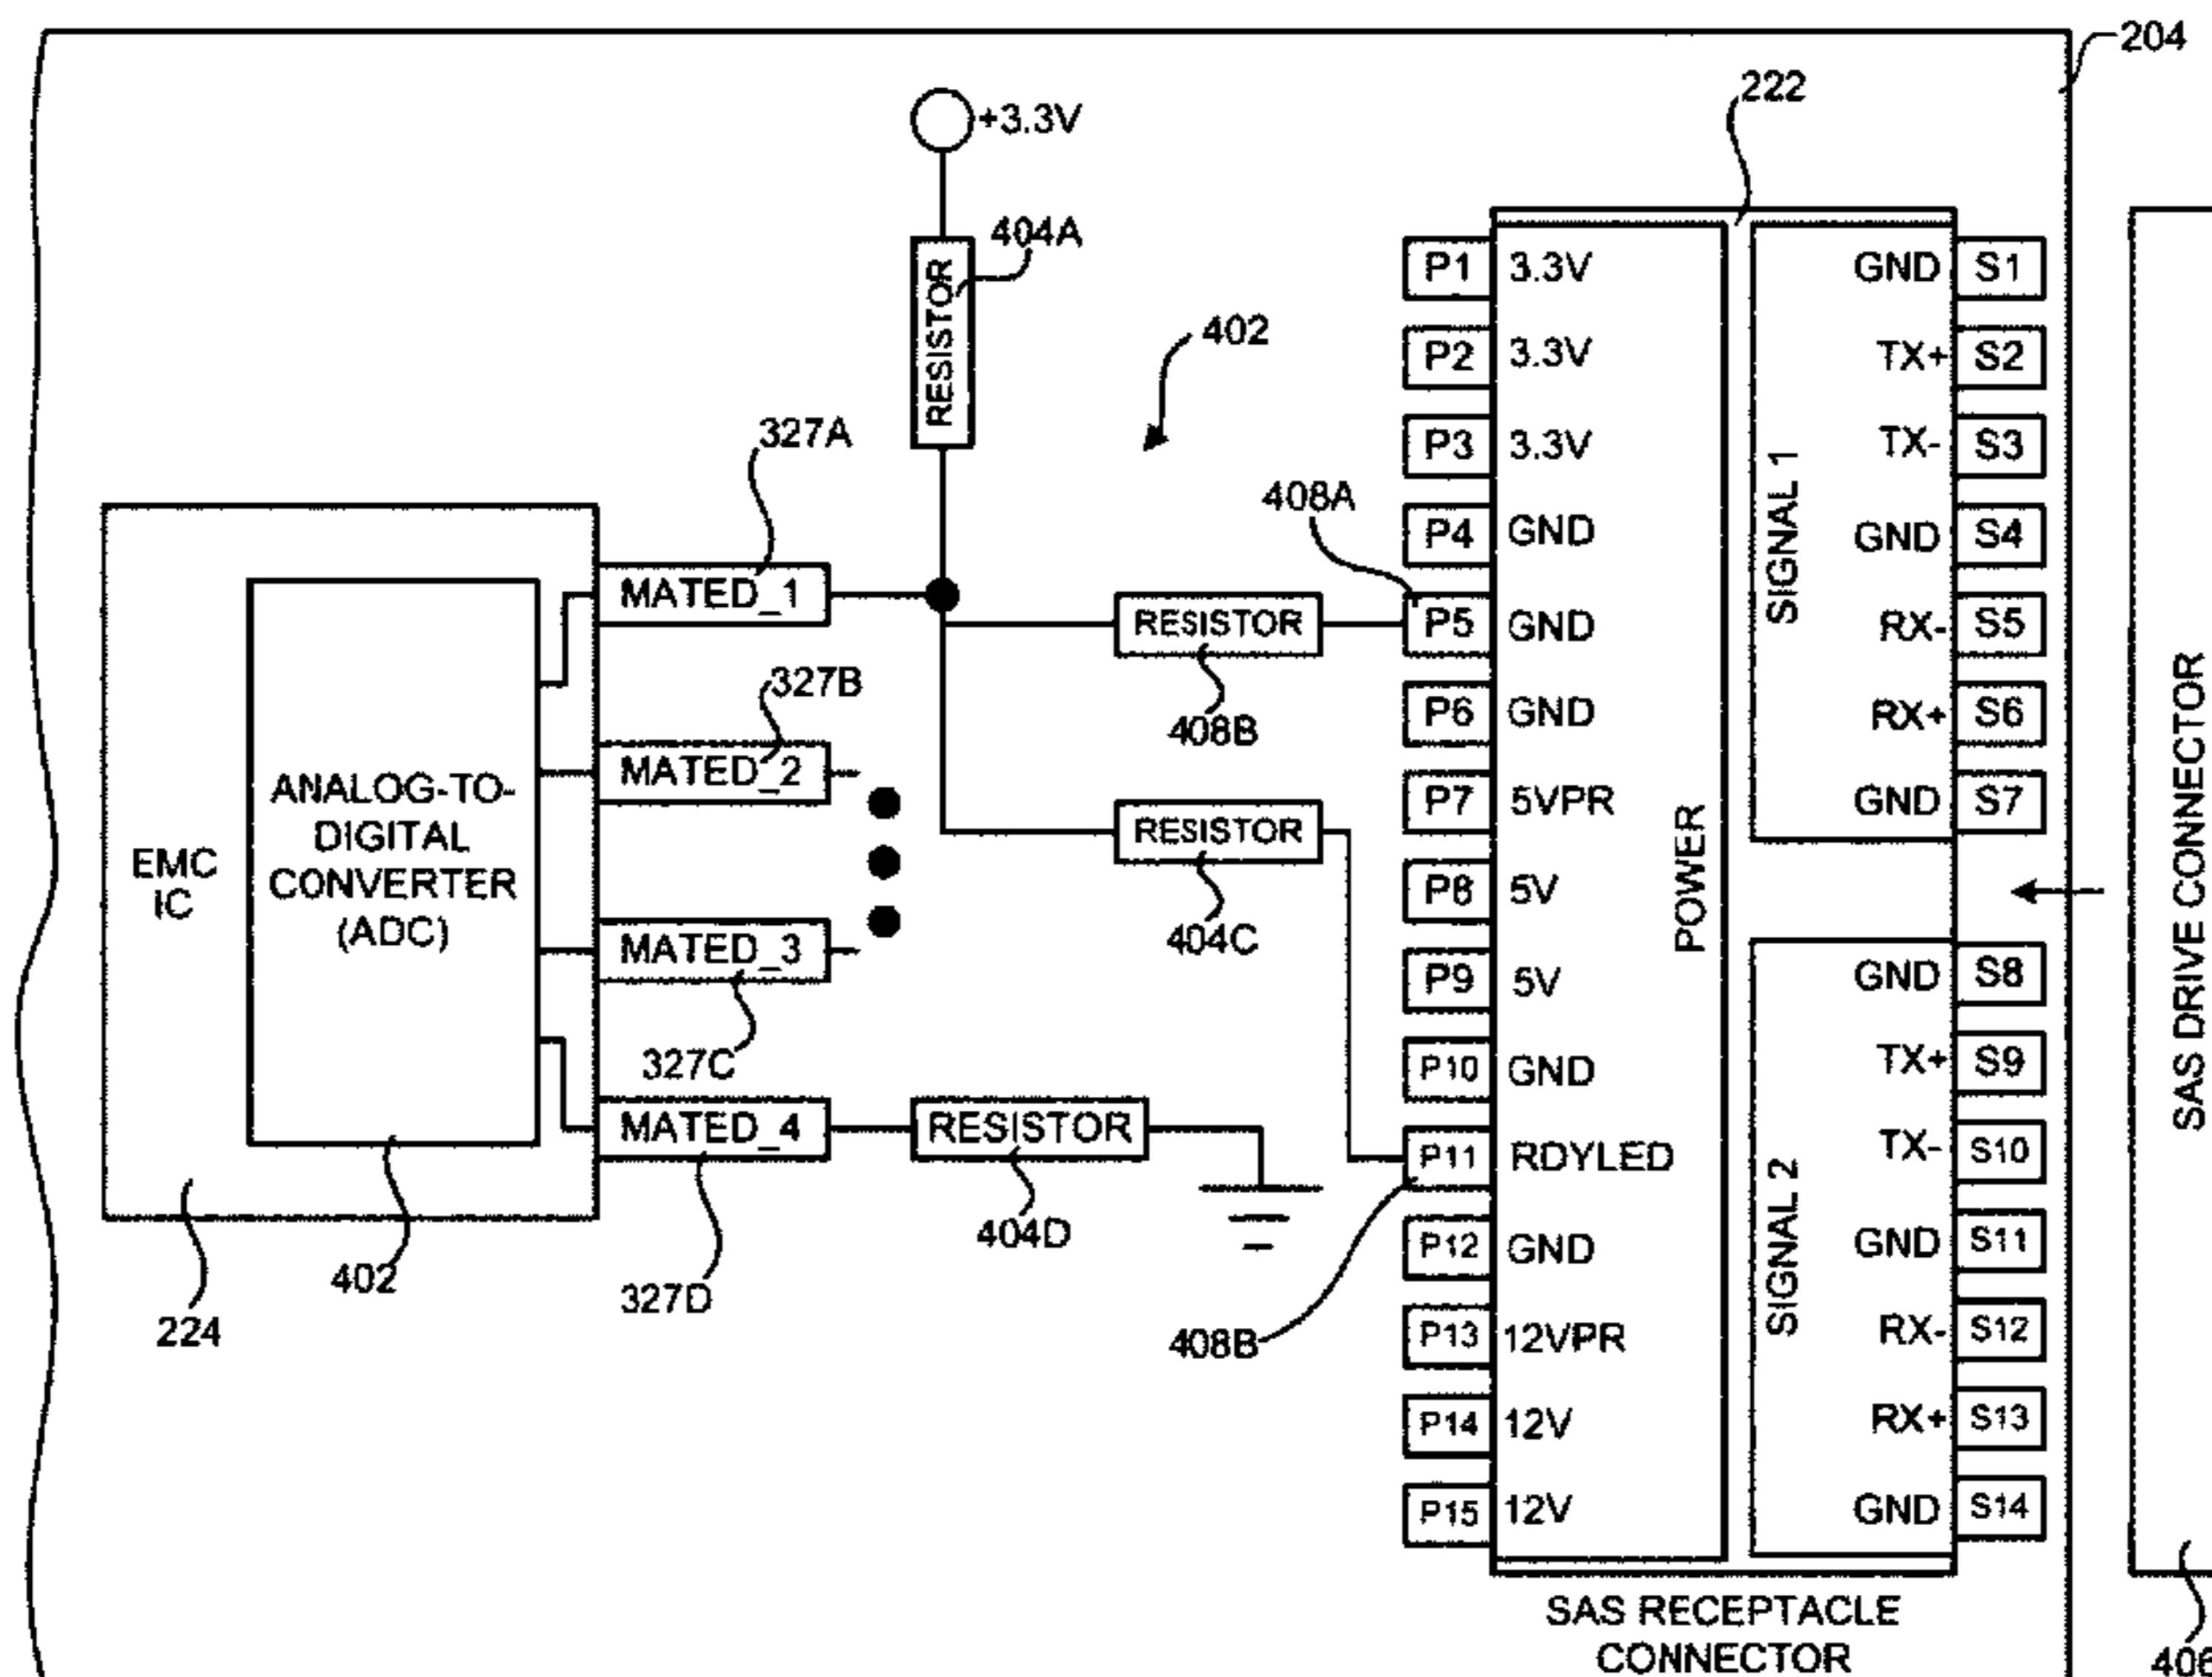 204
222
+3.3V
404A
RESISTOR
402
327A
408A
MATED_1
RESISTOR
408B
327B
MATED_2
RESISTOR
404C
MATED_3
327C
MATED_4
327D
RESISTOR
404D
EMC
IC
ANALOG-TO-
DIGITAL
CONVERTER
(ADC)
224
402
408B
P1 3.3V
P2 3.3V
P3 3.3V
P4 GND
P5 GND
P6 GND
P7 5VPR
P8 5V
P9 5V
P10 GND
P11 RDYLED
P12 GND
P13 12VPR
P14 12V
P15 12V
POWER
SIGNAL 1
GND S1
TX+ S2
TX- S3
GND S4
RX- S5
RX+ S6
GND S7
SIGNAL 2
GND S8
TX+ S9
TX- S10
GND S11
RX- S12
RX+ S13
GND S14
SAS RECEPTACLE
CONNECTOR
SAS DRIVE CONNECTOR